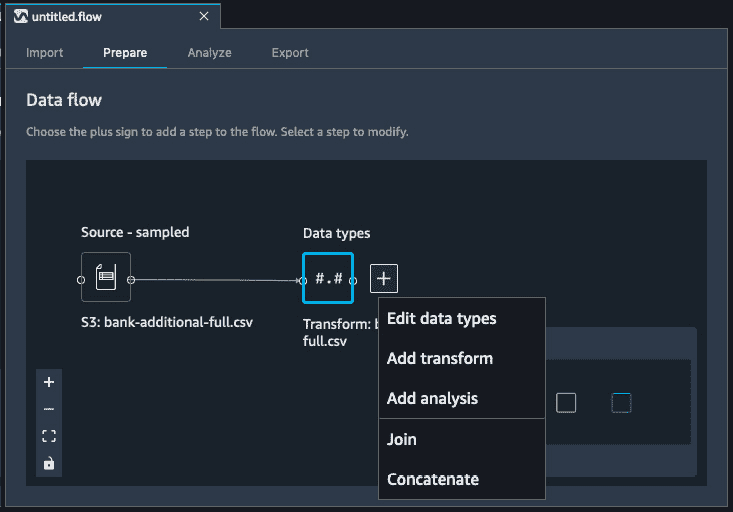 untitled.flow
Import Prepare Analyze Export
Data flow
Choose the plus sign to add a step to the flow. Select a step to modify.
Source - sampled
Data types
#.#
S3: bank-additional-full.csv
Transform:
full.csv
Edit data types
Add transform
Add analysis
Join
Concatenate